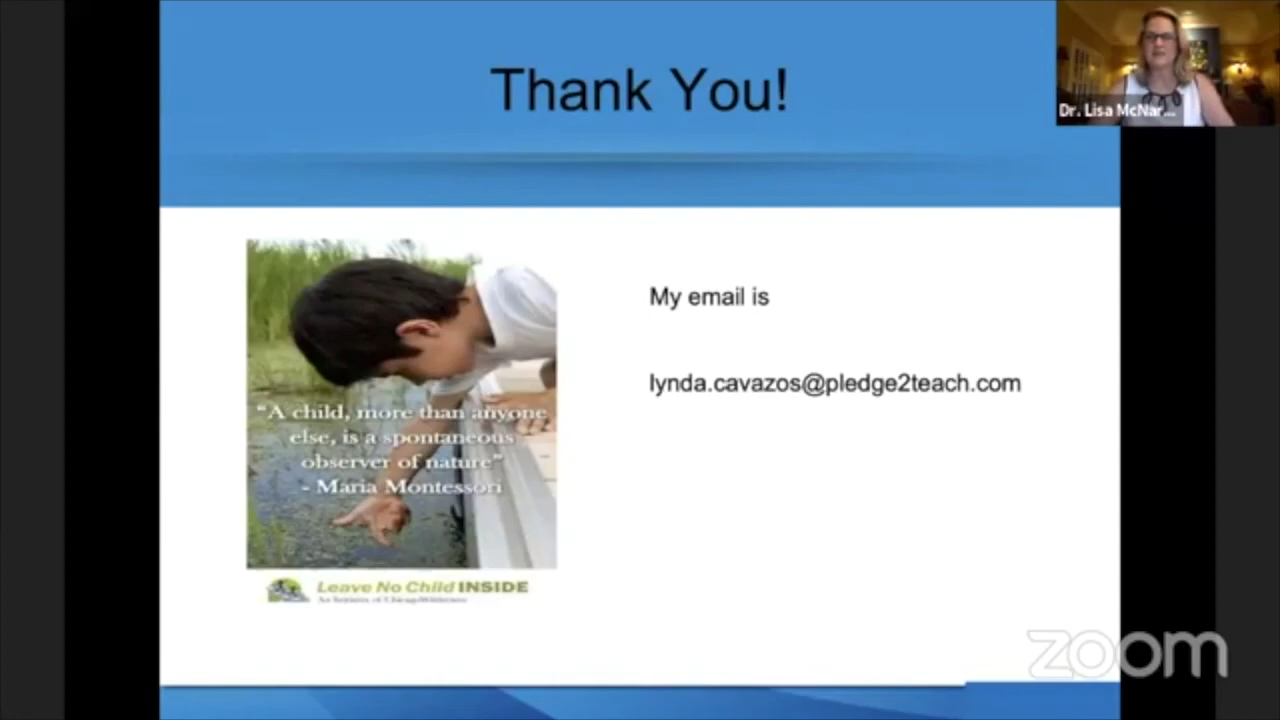 Thank You!
Dr. Lisa McNar...
My email is
lynda.cavazos@pledge2teach.com
“A child, more than anyone
else, is a spontaneous
observer of nature”
- Maria Montessori
Leave No Child INSIDE
zoom